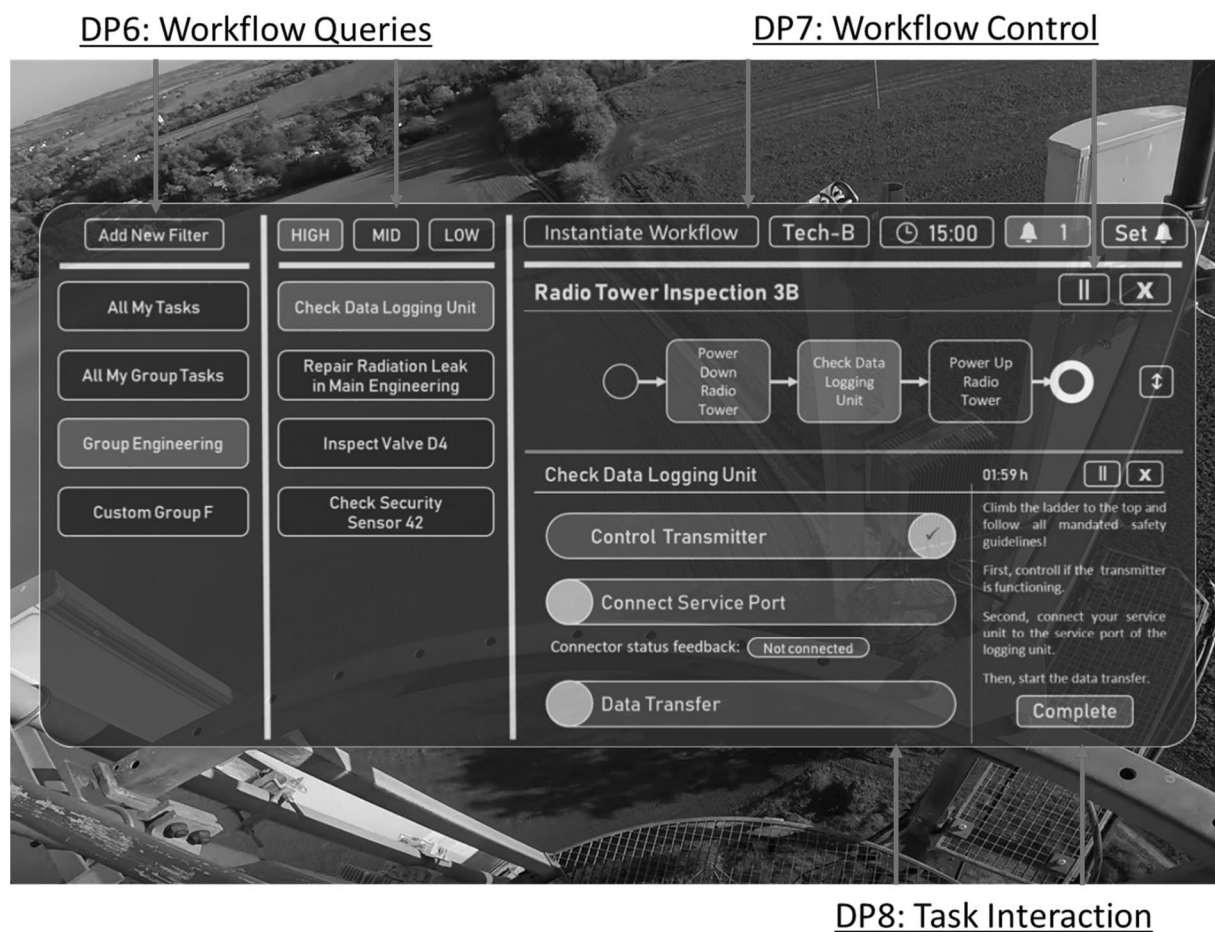 DP6: Workflow Queries
DP7: Workflow Control
Add New Filter
All My Tasks
All My Group Tasks
Group Engineering
Custom Group F
HIGH
MID
LOW
Check Data Logging Unit
Repair Radiation Leak
in Main Engineering
Inspect Valve D4
Check Security
Sensor 42
Instantiate Workflow
Tech-B
15:00
1
Set
Radio Tower Inspection 3B
||
X
Power
Down
Radio
Tower
Check Data
Logging
Unit
Power Up
Radio
Tower
Check Data Logging Unit
01:59 h
||
X
Control Transmitter
Connect Service Port
Connector status feedback: Not connected
Data Transfer
Climb the ladder to the top and
follow all mandated safety
guidelines!
First, controll if the transmitter
is functioning.
Second, connect your service
unit to the service port of the
logging unit.
Then, start the data transfer.
Complete
DP8: Task Interaction